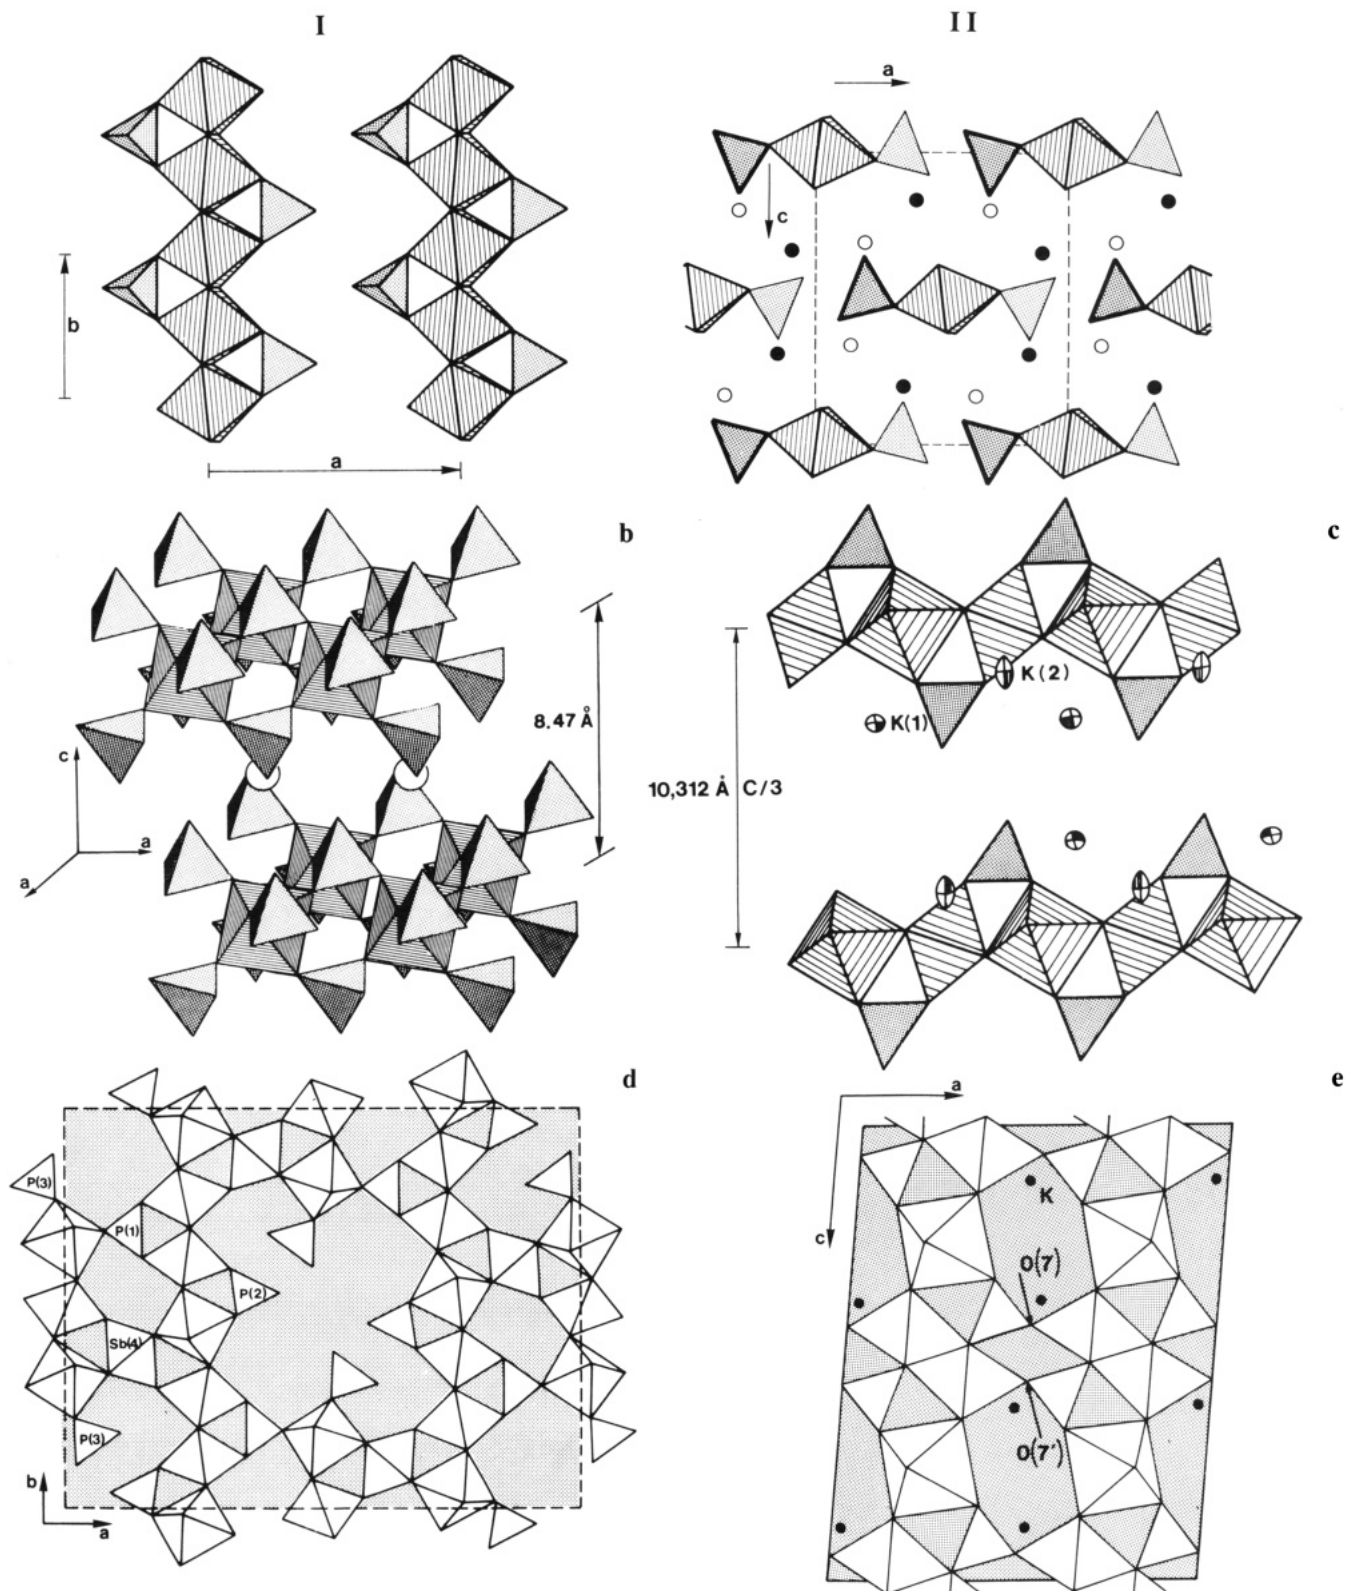 I
II
a
c
b
a
b
c
8.47 Å
c
a
a
K(2)
K(1)
10,312 Å C/3
d
e
P(3)
P(1)
P(2)
Sb(4)
P(3)
b
a
a
c
K
O(7)
O(7')